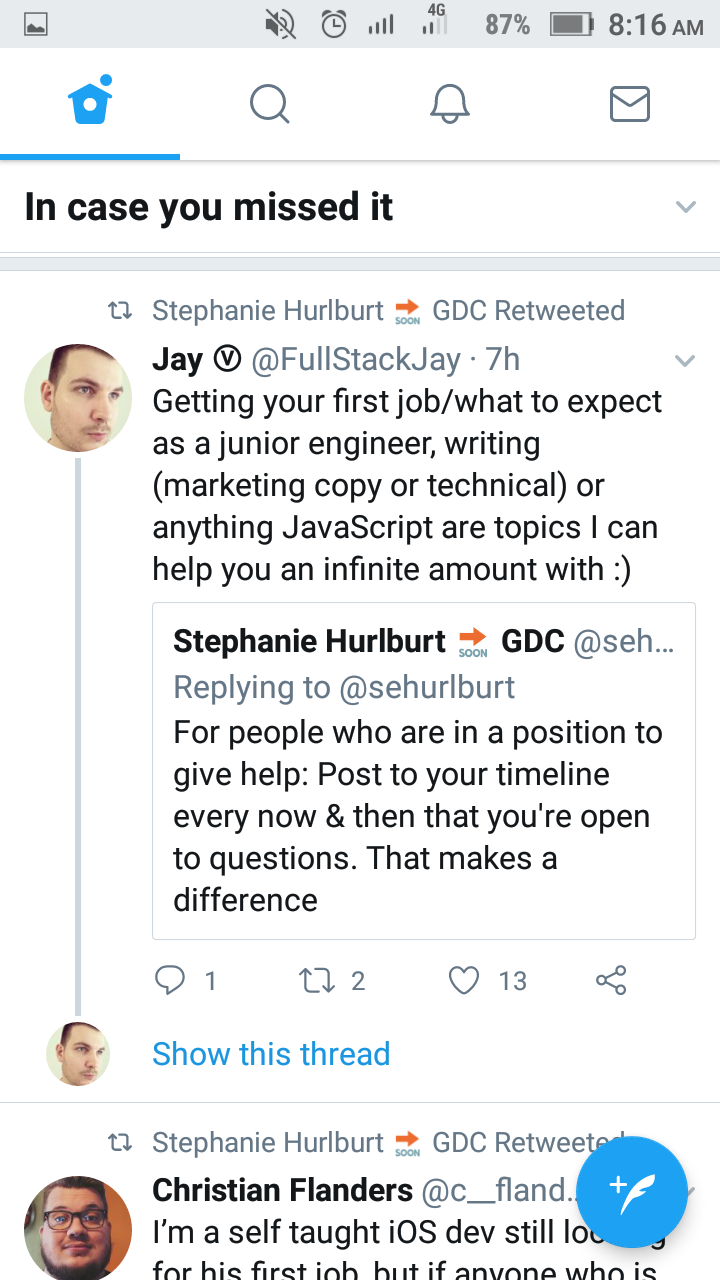 4G 87% 8:16 AM
In case you missed it
Stephanie Hurlburt SOON GDC Retweeted
Jay Ⓥ @FullStackJay · 7h
Getting your first job/what to expect
as a junior engineer, writing
(marketing copy or technical) or
anything JavaScript are topics I can
help you an infinite amount with :)
Stephanie Hurlburt SOON GDC @seh...
Replying to @sehurlburt
For people who are in a position to
give help: Post to your timeline
every now & then that you're open
to questions. That makes a
difference
1 2 13
Show this thread
Stephanie Hurlburt SOON GDC Retweeted
Christian Flanders @c__fland..
I'm a self taught iOS dev still
for his first job, but if anyone who is